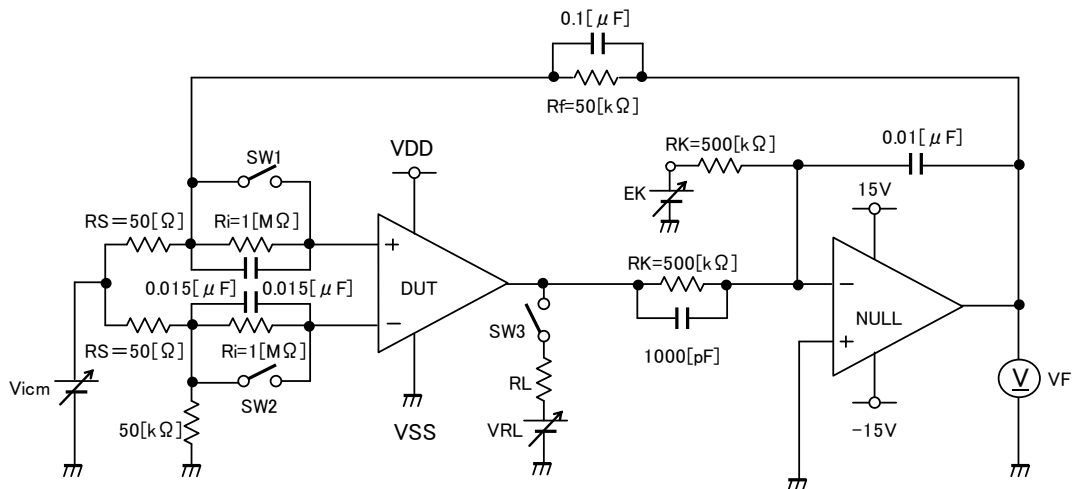 0.1[μF]
Rf=50[kΩ]
SW1
VDD
RK=500[kΩ]
0.01[μF]
EK
15V
RS=50[Ω]
Ri=1[MΩ]
+
DUT
−
0.015[μF]
0.015[μF]
RK=500[kΩ]
−
NULL
+
RS=50[Ω]
Ri=1[MΩ]
SW3
1000[pF]
V
VF
Vicm
SW2
RL
50[kΩ]
VSS
VRL
-15V